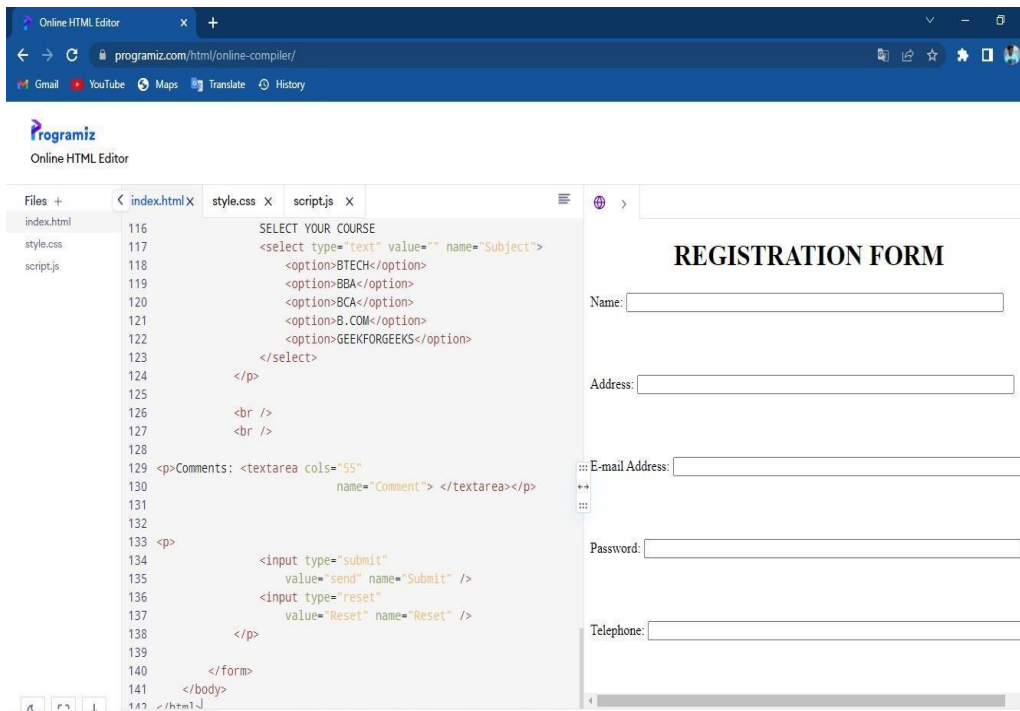 Online HTML Editor
programiz.com/html/online-compiler/
Gmail YouTube Maps Translate History
Programiz
Online HTML Editor
Files + index.html X style.css X script.js X
index.html
style.css
script.js
116 SELECT YOUR COURSE
117 <select type="text" value="" name="Subject">
118 <option>BTECH</option>
119 <option>BBA</option>
120 <option>BCA</option>
121 <option>B.COM</option>
122 <option>GEEKFORGEEKS</option>
123 </select>
124 </p>
125
126 <br />
127 <br />
128
129 <p>Comments: <textarea cols="55"
130 name="Comment"> </textarea></p>
131
132
133 <p>
134 <input type="submit"
135 value="send" name="Submit" />
136 <input type="reset"
137 value="Reset" name="Reset" />
138 </p>
139
140 </form>
141 </body>
142 </html>
REGISTRATION FORM
Name:
Address:
E-mail Address:
Password:
Telephone: